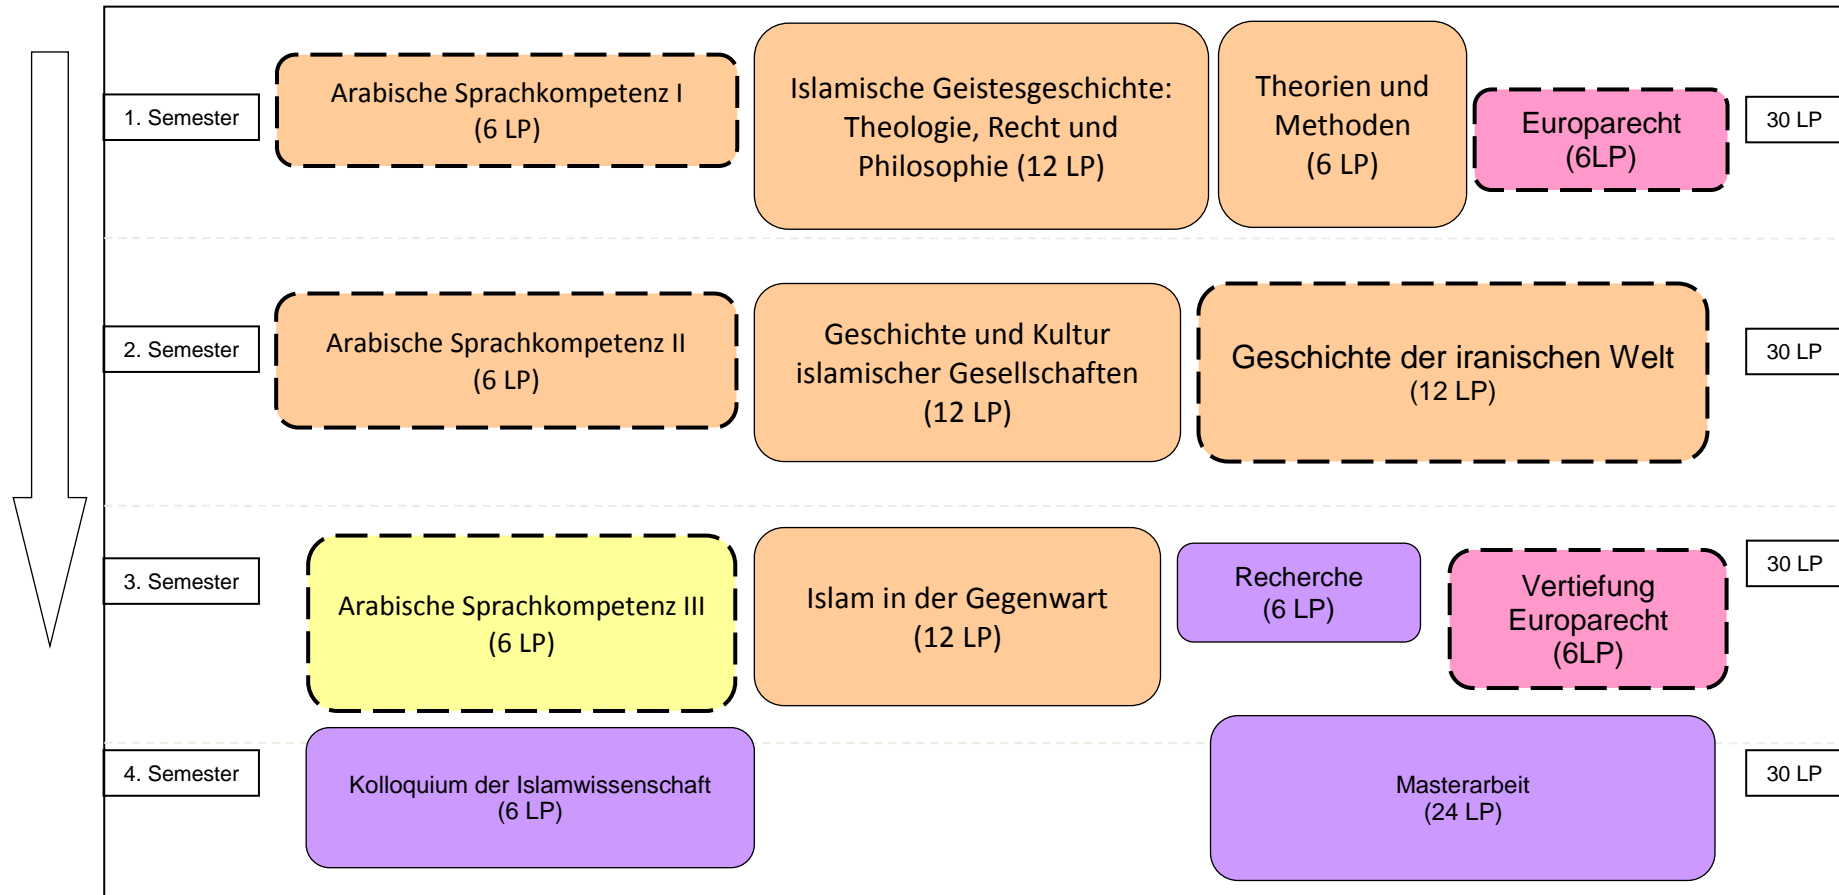 1. Semester
Arabische Sprachkompetenz I
(6 LP)
Islamische Geistesgeschichte:
Theologie, Recht und
Philosophie (12 LP)
Theorien und
Methoden
(6 LP)
Europarecht
(6LP)
30 LP
2. Semester
Arabische Sprachkompetenz II
(6 LP)
Geschichte und Kultur
islamischer Gesellschaften
(12 LP)
Geschichte der iranischen Welt
(12 LP)
30 LP
3. Semester
Arabische Sprachkompetenz III
(6 LP)
Islam in der Gegenwart
(12 LP)
Recherche
(6 LP)
Vertiefung
Europarecht
(6LP)
30 LP
4. Semester
Kolloquium der Islamwissenschaft
(6 LP)
Masterarbeit
(24 LP)
30 LP